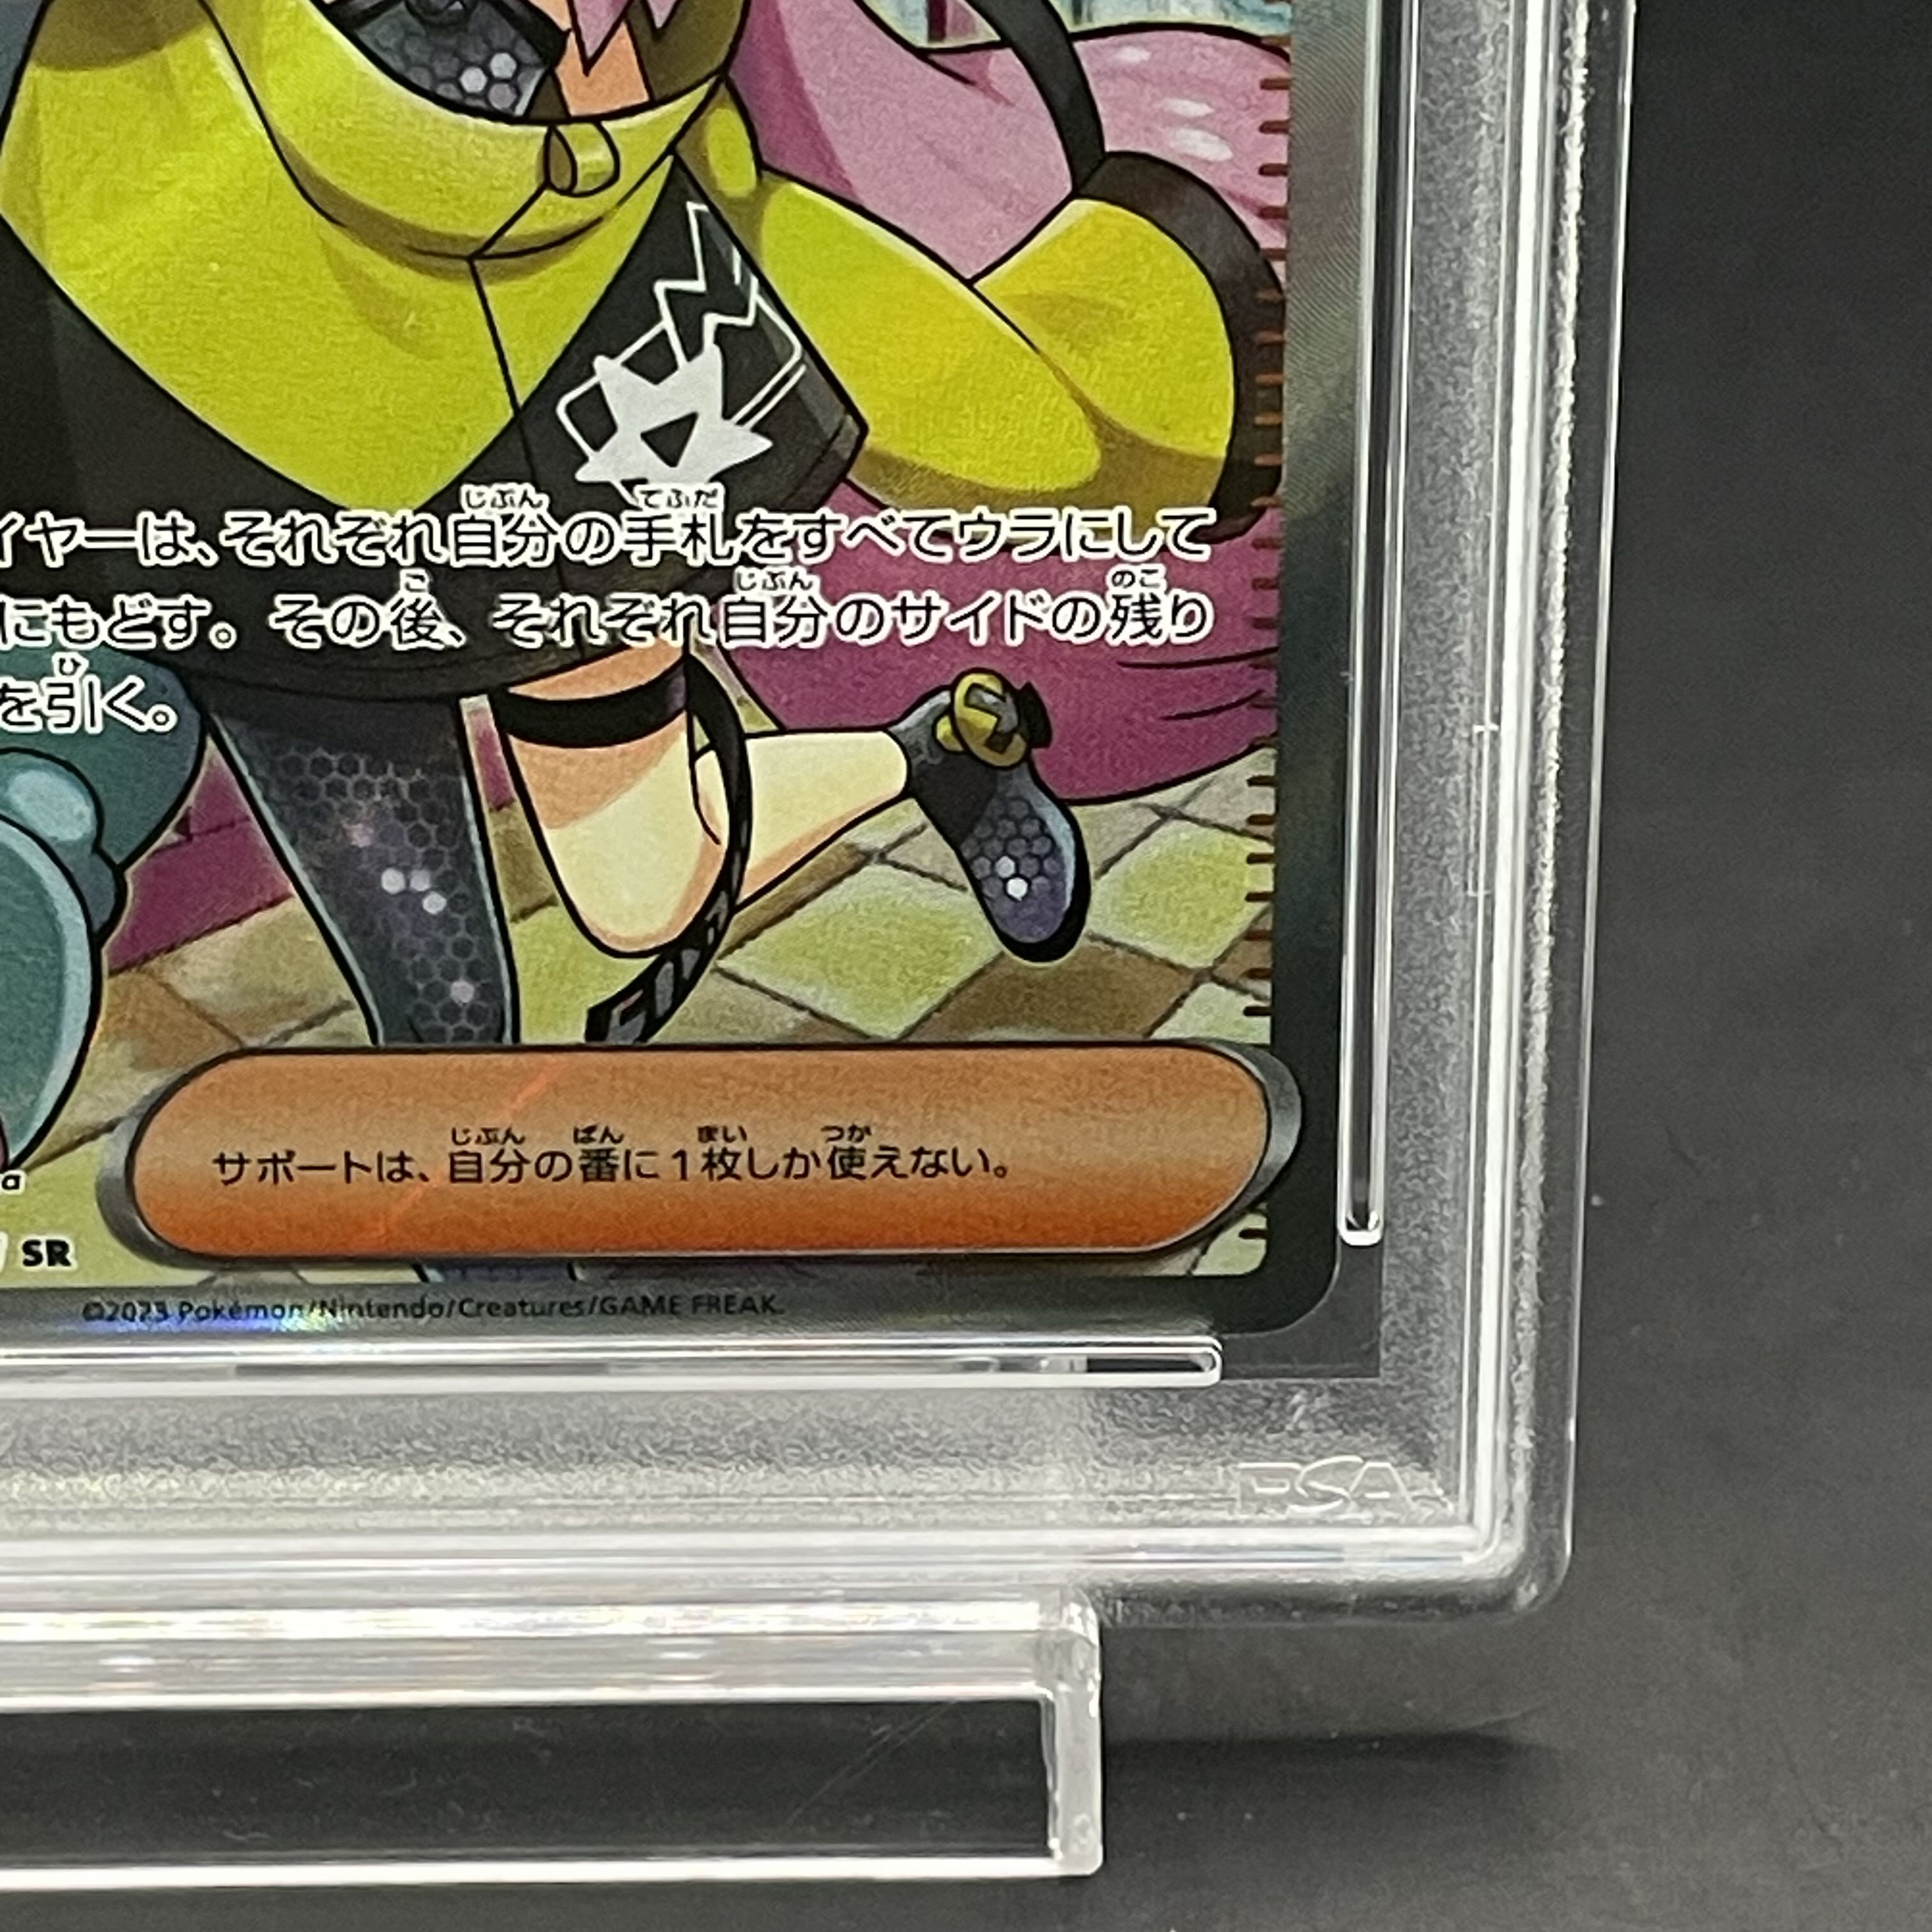 イヤーは、それぞれ自分の手札をすべてウラにして
にもどす。その後、それぞれ自分のサイドの残り
を引く。
サポートは、自分の番に1枚しか使えない。
a
SR
©2023 Pokémon/Nintendo/Creatures/GAME FREAK.
PSA